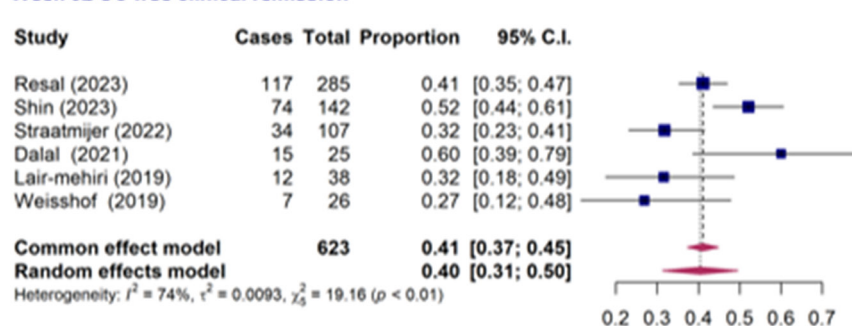 Study Cases Total Proportion 95% C.I.
Resal (2023) 117 285 0.41 [0.35; 0.47]
Shin (2023) 74 142 0.52 [0.44; 0.61]
Straatmijer (2022) 34 107 0.32 [0.23; 0.41]
Dalal (2021) 15 25 0.60 [0.39; 0.79]
Lair-mehiri (2019) 12 38 0.32 [0.18; 0.49]
Weisshof (2019) 7 26 0.27 [0.12; 0.48]
Common effect model 623 0.41 [0.37; 0.45]
Random effects model 0.40 [0.31; 0.50]
Heterogeneity: I² = 74%, τ² = 0.0093, χ²₅ = 19.16 (p < 0.01)
0.2 0.3 0.4 0.5 0.6 0.7